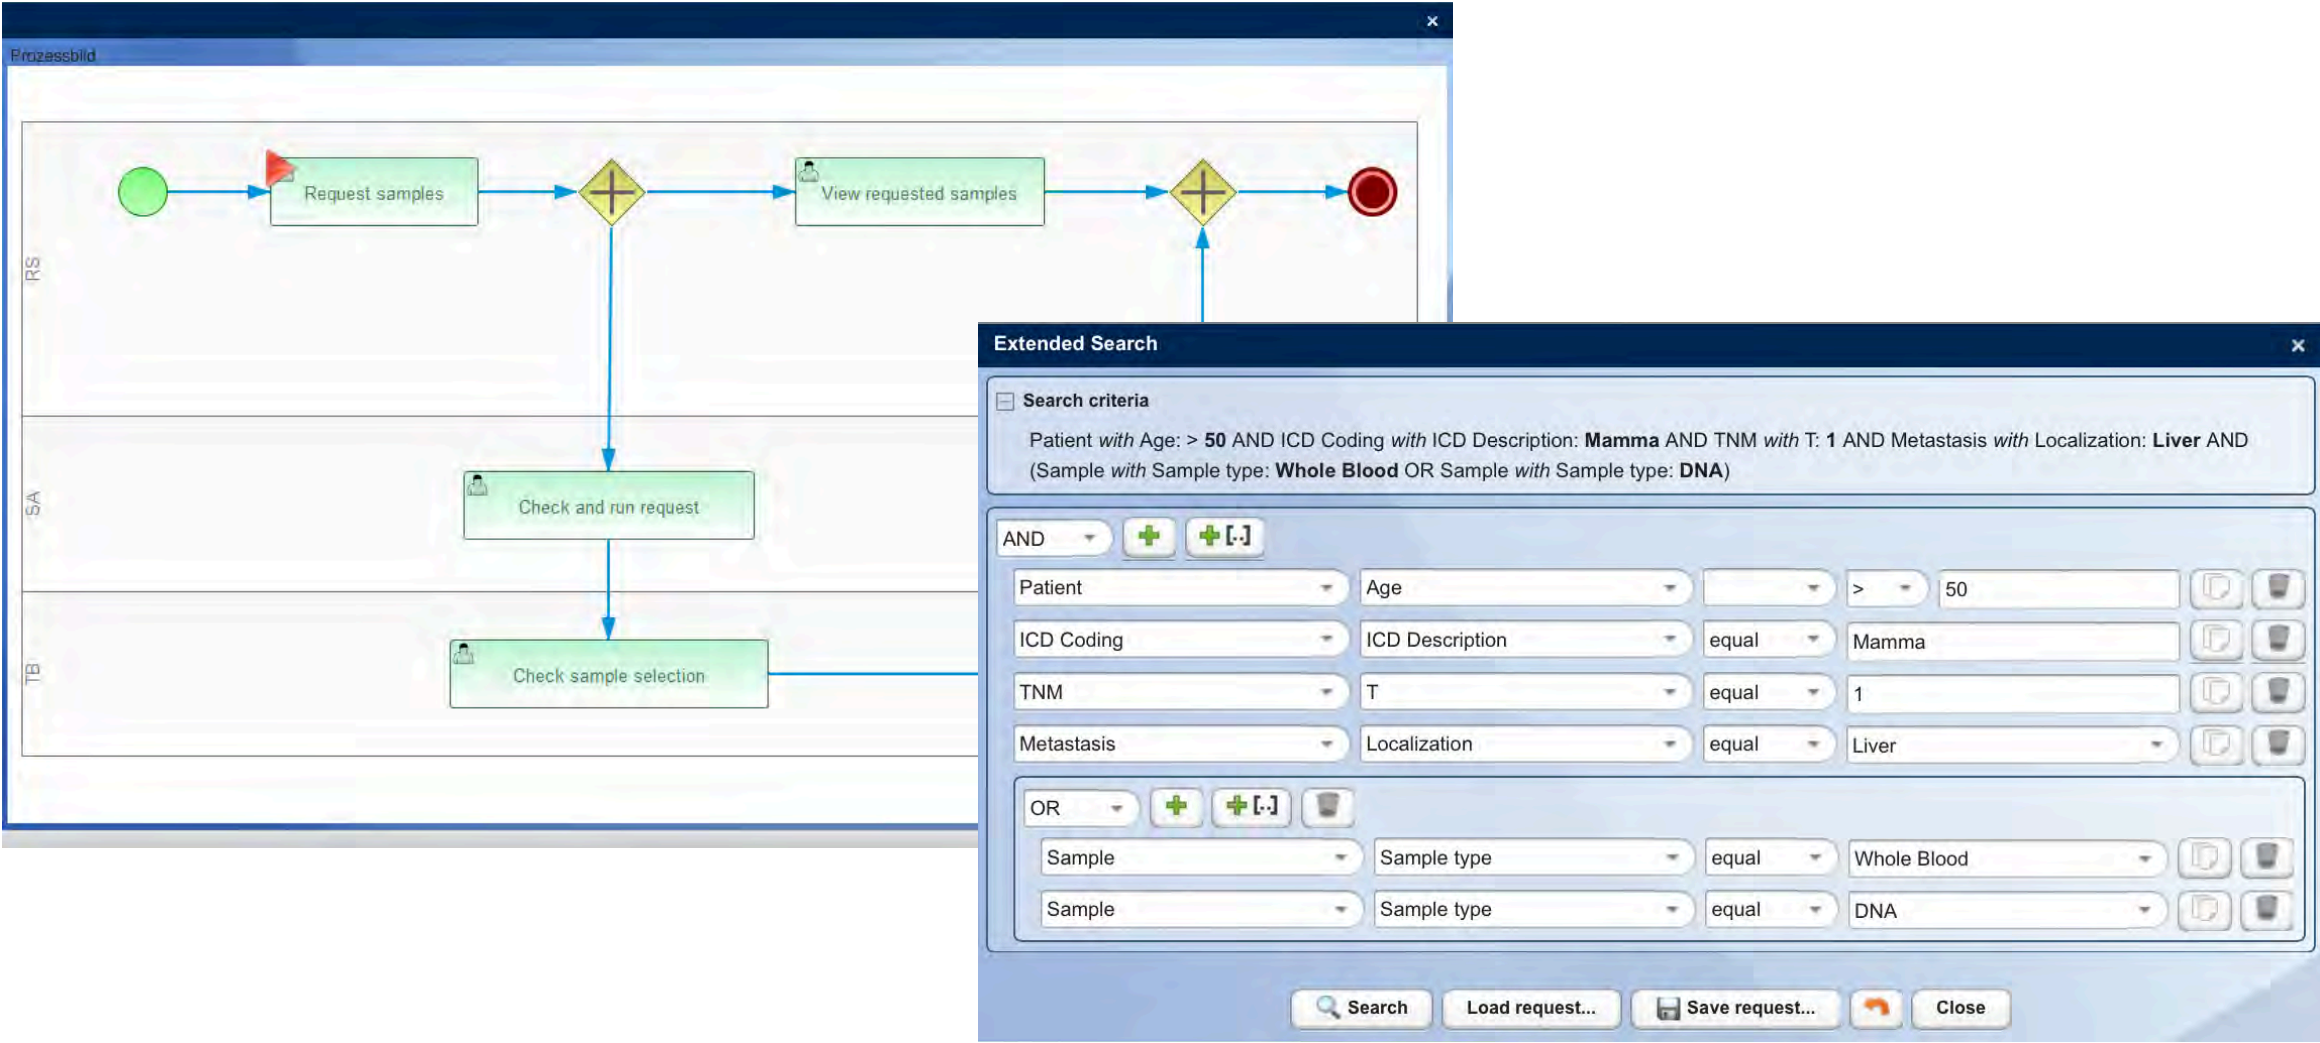 Prozessbild
Request samples
View requested samples
RS
Check and run request
SA
Check sample selection
TB
Extended Search
Search criteria
Patient with Age: > 50 AND ICD Coding with ICD Description: Mamma AND TNM with T: 1 AND Metastasis with Localization: Liver AND
(Sample with Sample type: Whole Blood OR Sample with Sample type: DNA)
AND [..]
Patient Age > 50
ICD Coding ICD Description equal Mamma
TNM T equal 1
Metastasis Localization equal Liver
OR [..]
Sample Sample type equal Whole Blood
Sample Sample type equal DNA
Search Load request... Save request... Close